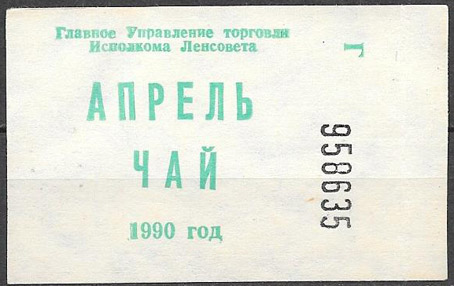 Главное Управление торговли
Исполкома Ленсовета
АПРЕЛЬ
ЧАЙ
1990 год
Г
958635